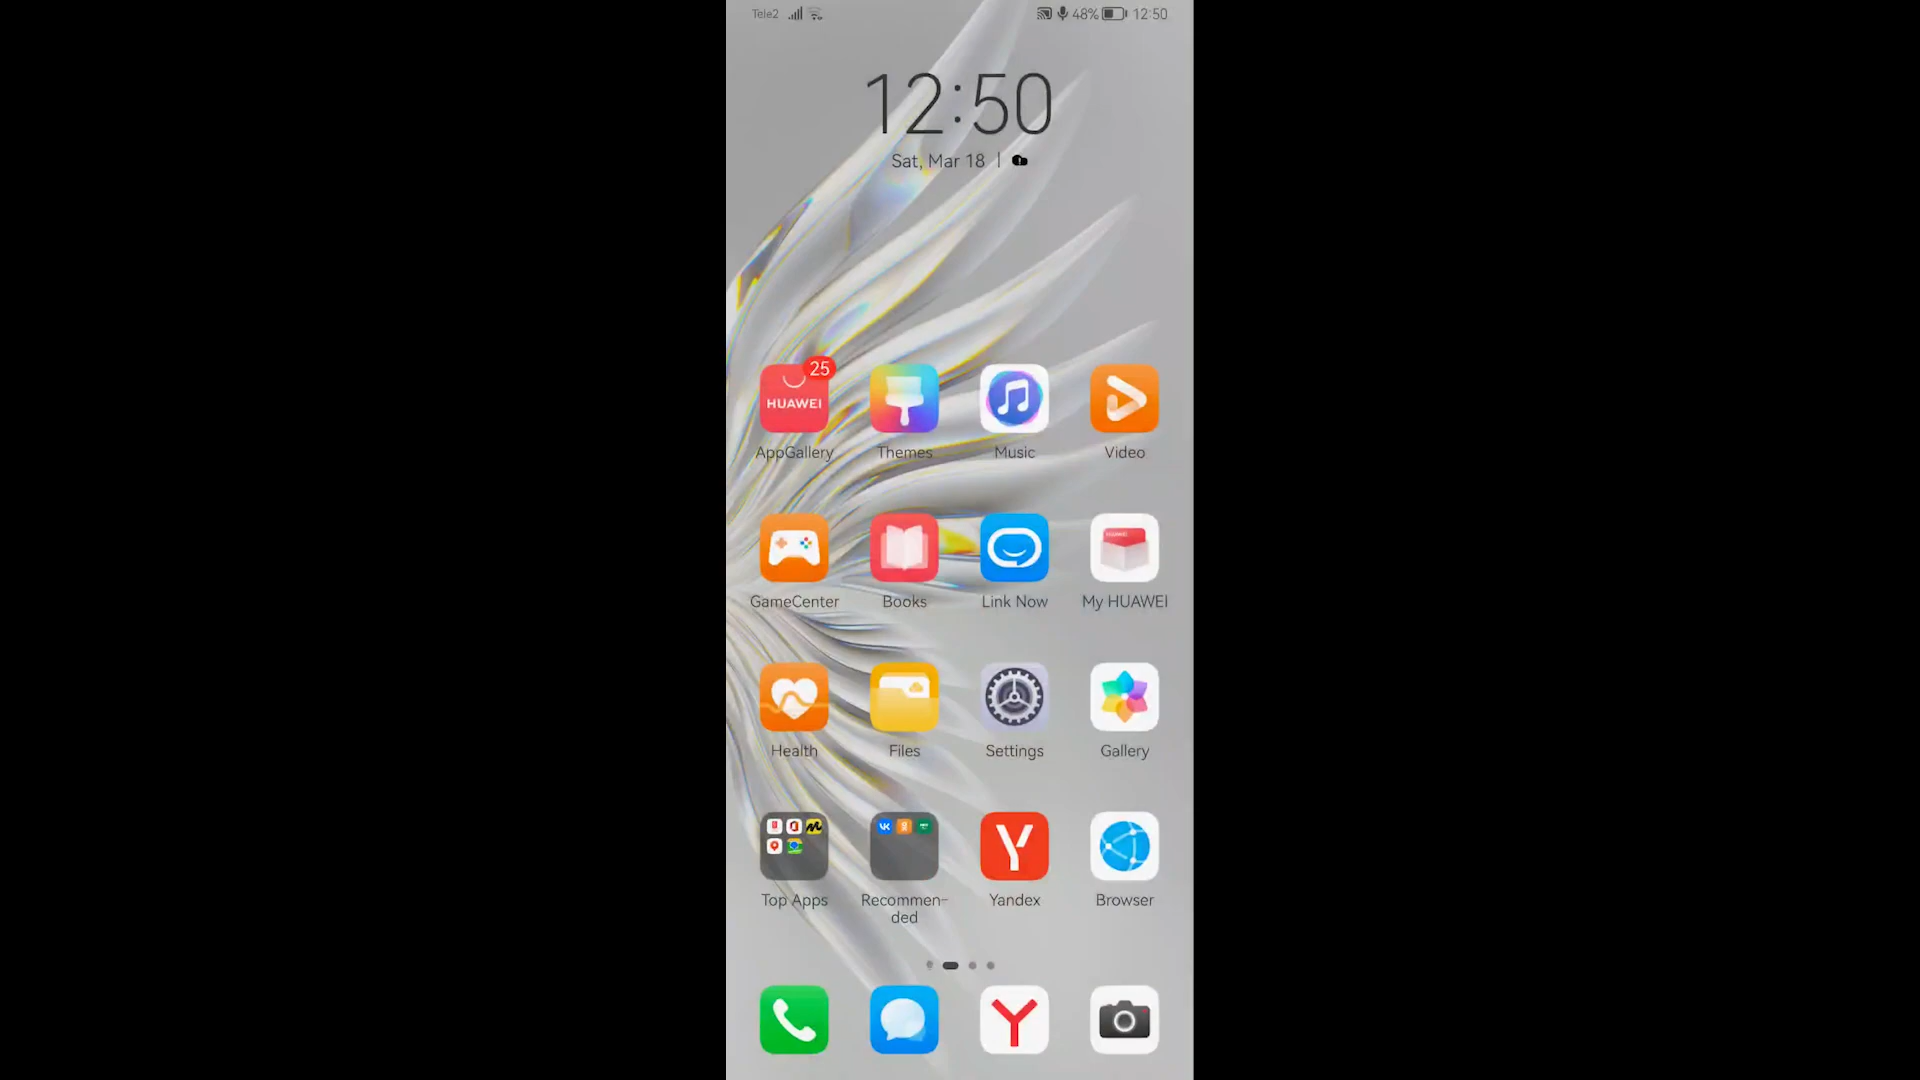 Tele2 48% 12:50
12:50
Sat, Mar 18
25
HUAWEI
AppGallery Themes Music Video
GameCenter Books Link Now My HUAWEI
Health Files Settings Gallery
Top Apps Recommen-
ded Yandex Browser